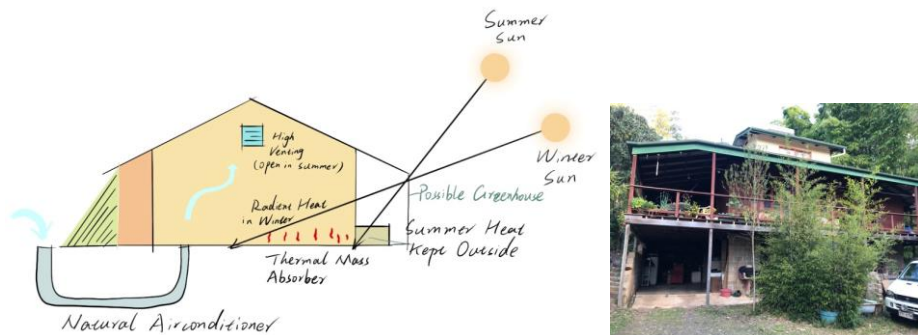 Summer
Sun
High
Venting
(open in summer)
Winter
Sun
Possible Greenhouse
Radient Heat
in Winter
Summer Heat
Kept Outside
Thermal Mass
Absorber
Natural Airconditioner